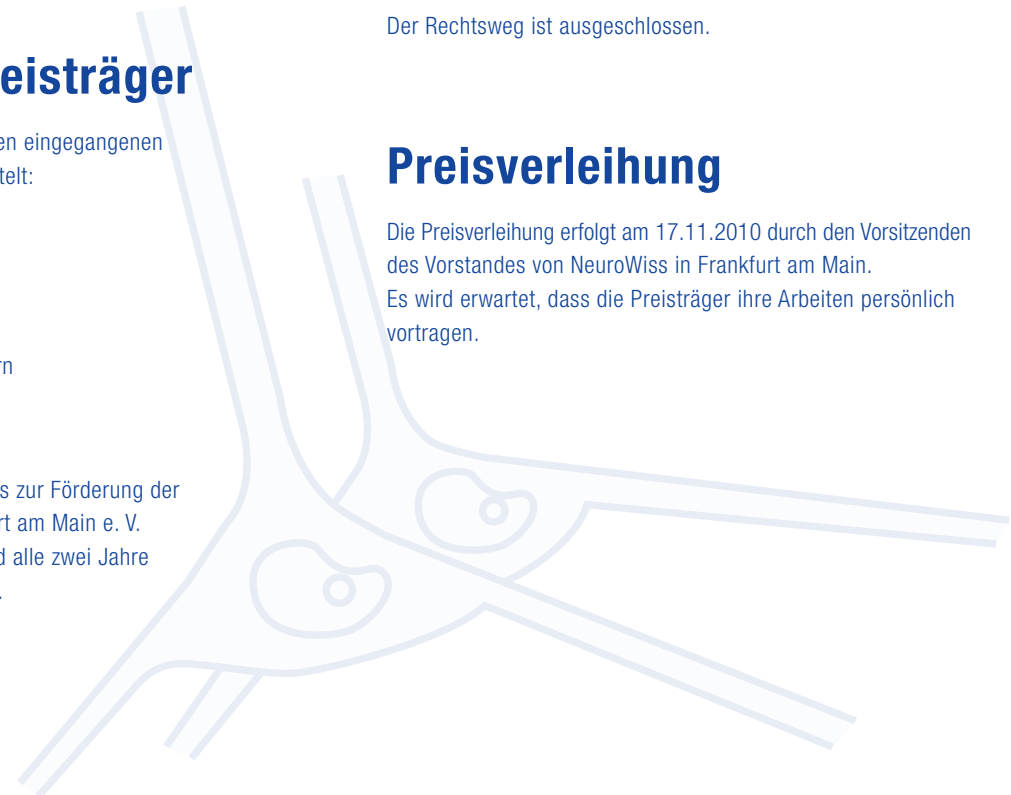 eisträger
en eingegangenen
telt:
rn
s zur Förderung der
rt am Main e. V.
d alle zwei Jahre
.
Der Rechtsweg ist ausgeschlossen.
Preisverleihung
Die Preisverleihung erfolgt am 17.11.2010 durch den Vorsitzenden
des Vorstandes von NeuroWiss in Frankfurt am Main.
Es wird erwartet, dass die Preisträger ihre Arbeiten persönlich
vortragen.